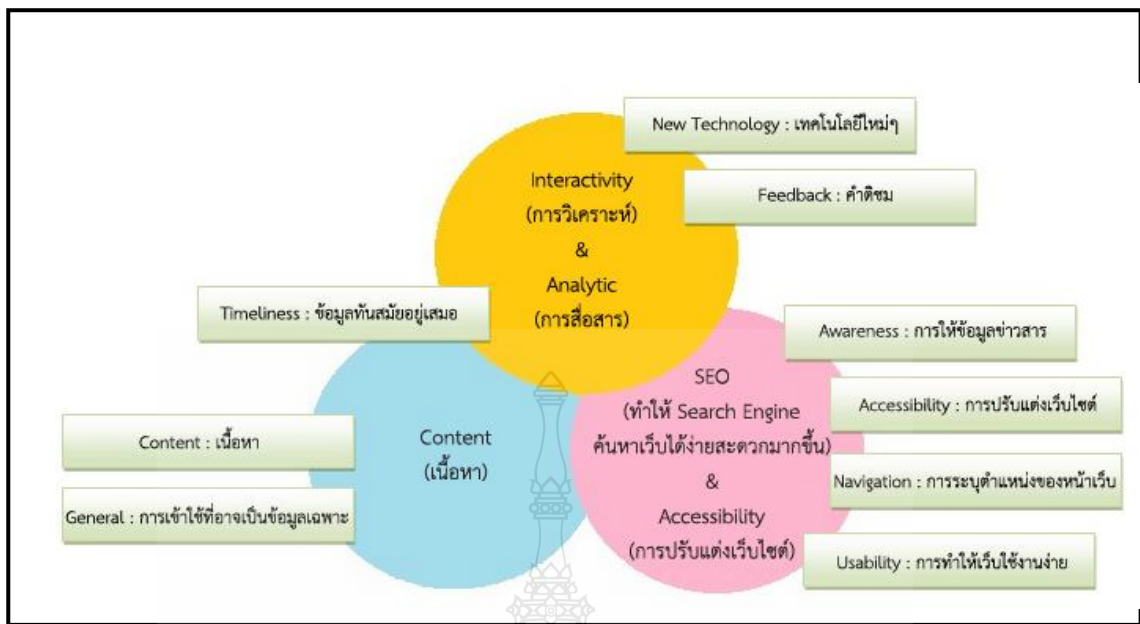 New Technology : เทคโนโลยีใหม่ๆ
Feedback : คำติชม
Interactivity
(การวิเคราะห์)
&
Analytic
(การสื่อสาร)
Timeliness : ข้อมูลทันสมัยอยู่เสมอ
Awareness : การให้ข้อมูลข่าวสาร
SEO
(ทำให้ Search Engine
ค้นหาเว็บได้ง่ายสะดวกมากขึ้น)
&
Accessibility
(การปรับแต่งเว็บไซต์)
Accessibility : การปรับแต่งเว็บไซต์
Navigation : การระบุตำแหน่งของหน้าเว็บ
Usability : การทำให้เว็บใช้งานง่าย
Content
(เนื้อหา)
Content : เนื้อหา
General : การเข้าใช้ที่อาจเป็นข้อมูลเฉพาะ